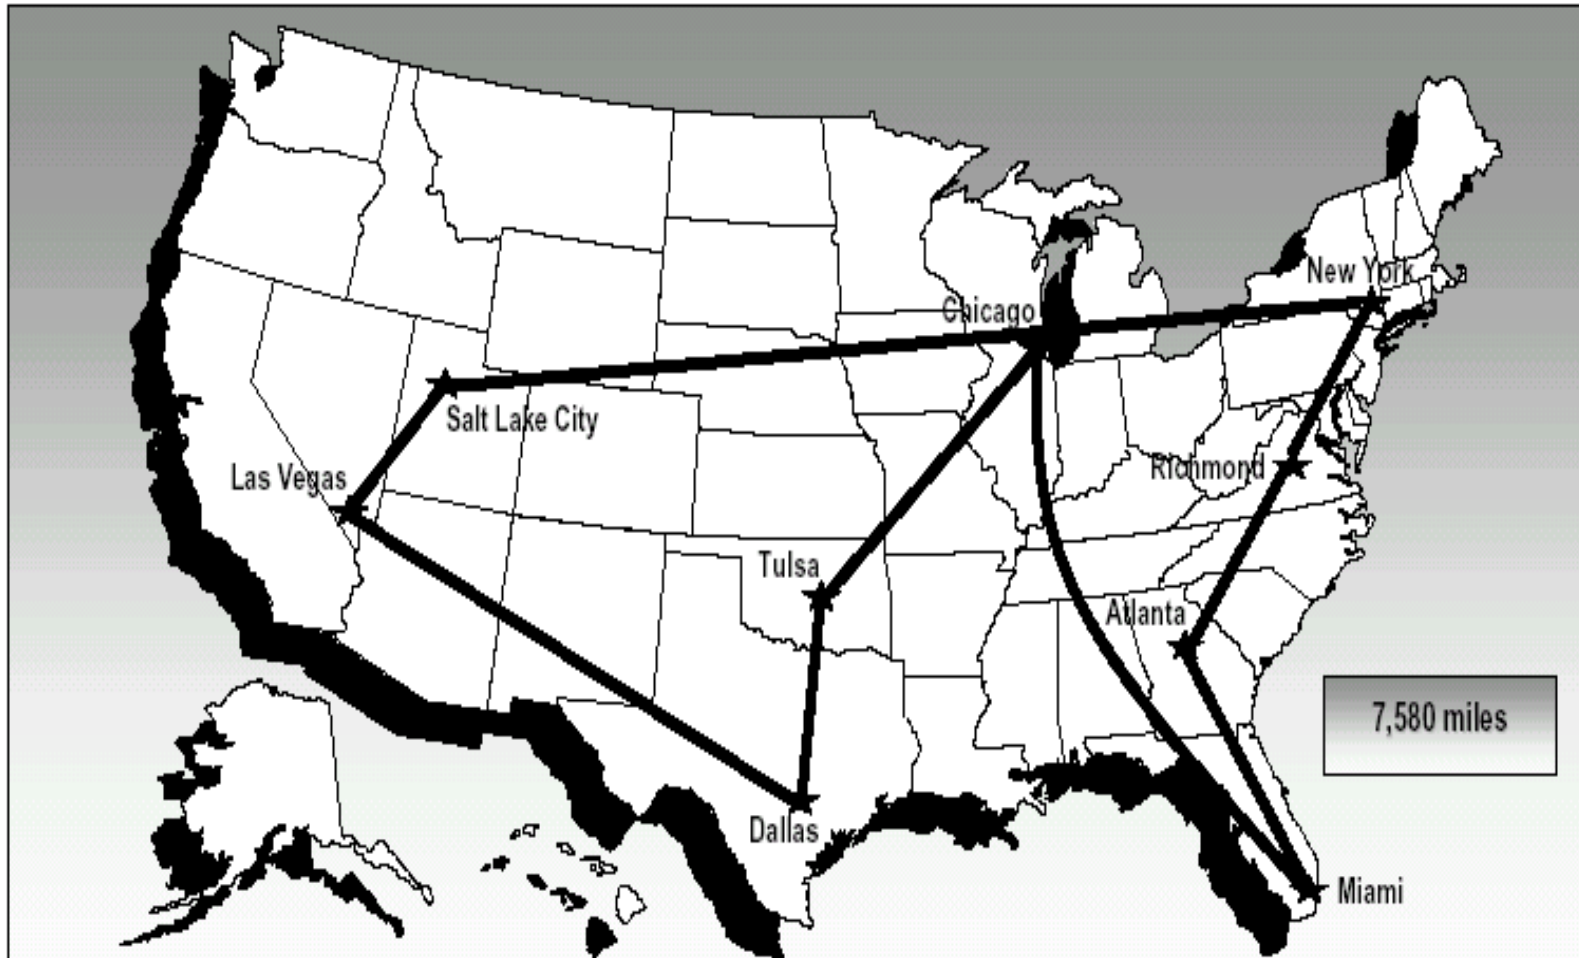 New York
Chicago
Salt Lake City
Las Vegas
Richmond
Tulsa
Atlanta
7,580 miles
Dallas
Miami